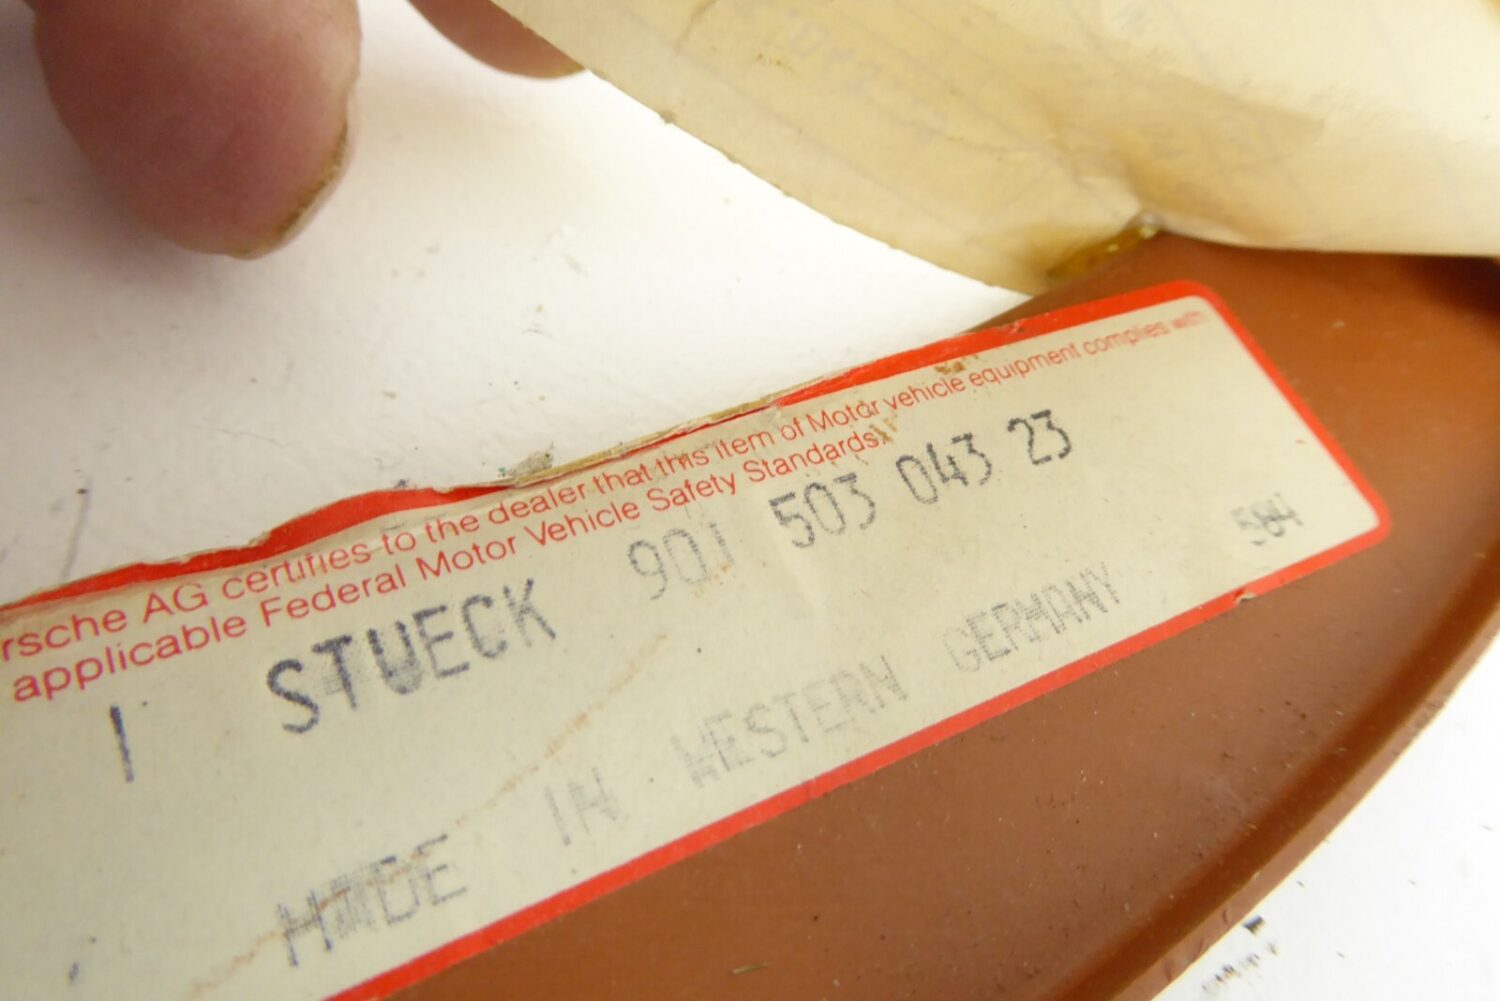 rsche AG certifies to the dealer that this item of Motor vehicle equipment complies with
applicable Federal Motor Vehicle Safety Standards.
1 STUECK 901 503 043 23
584
MADE IN WESTERN GERMANY